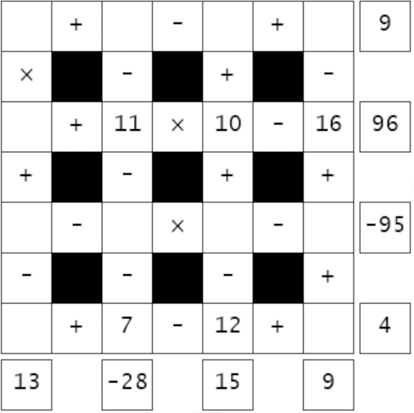 + - + 9
× - + -
+ 11 × 10 - 16 96
+ - + +
- × - -95
- - - +
+ 7 - 12 + 4
13 -28 15 9